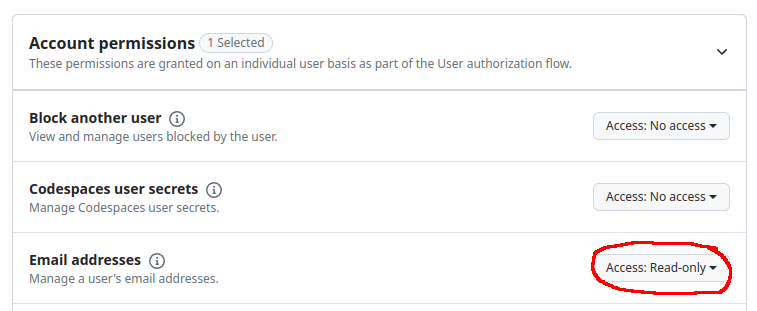 Account permissions 1 Selected
These permissions are granted on an individual user basis as part of the User authorization flow.
Block another user
View and manage users blocked by the user.
Access: No access
Codespaces user secrets
Manage Codespaces user secrets.
Access: No access
Email addresses
Manage a user's email addresses.
Access: Read-only